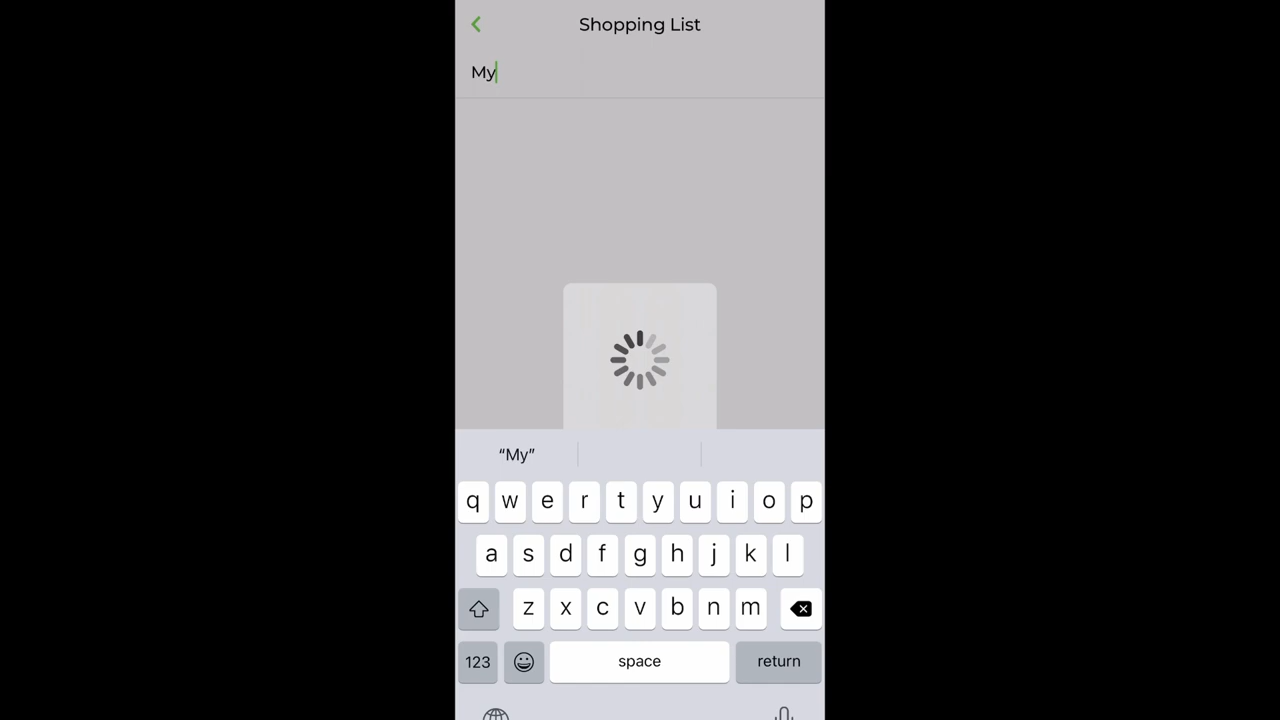 Shopping List
My
“My”
q w e r t y u i o p
a s d f g h j k l
z x c v b n m
123 space return